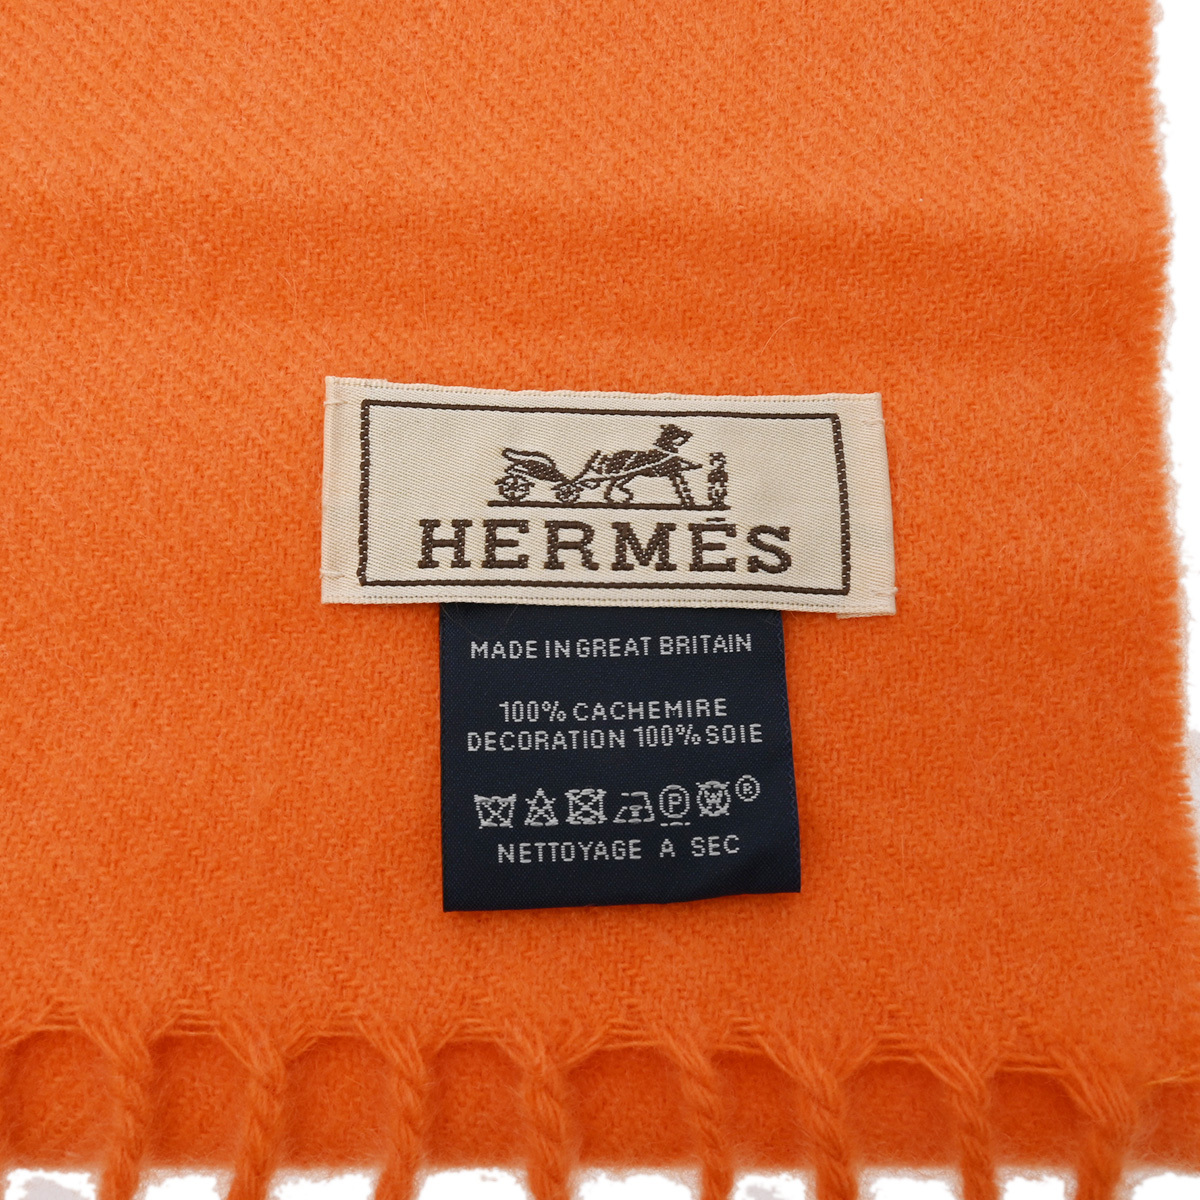 HERMÈS
MADE IN GREAT BRITAIN
100% CACHEMIRE
DECORATION 100% SOIE
P W ®
NETTOYAGE A SEC